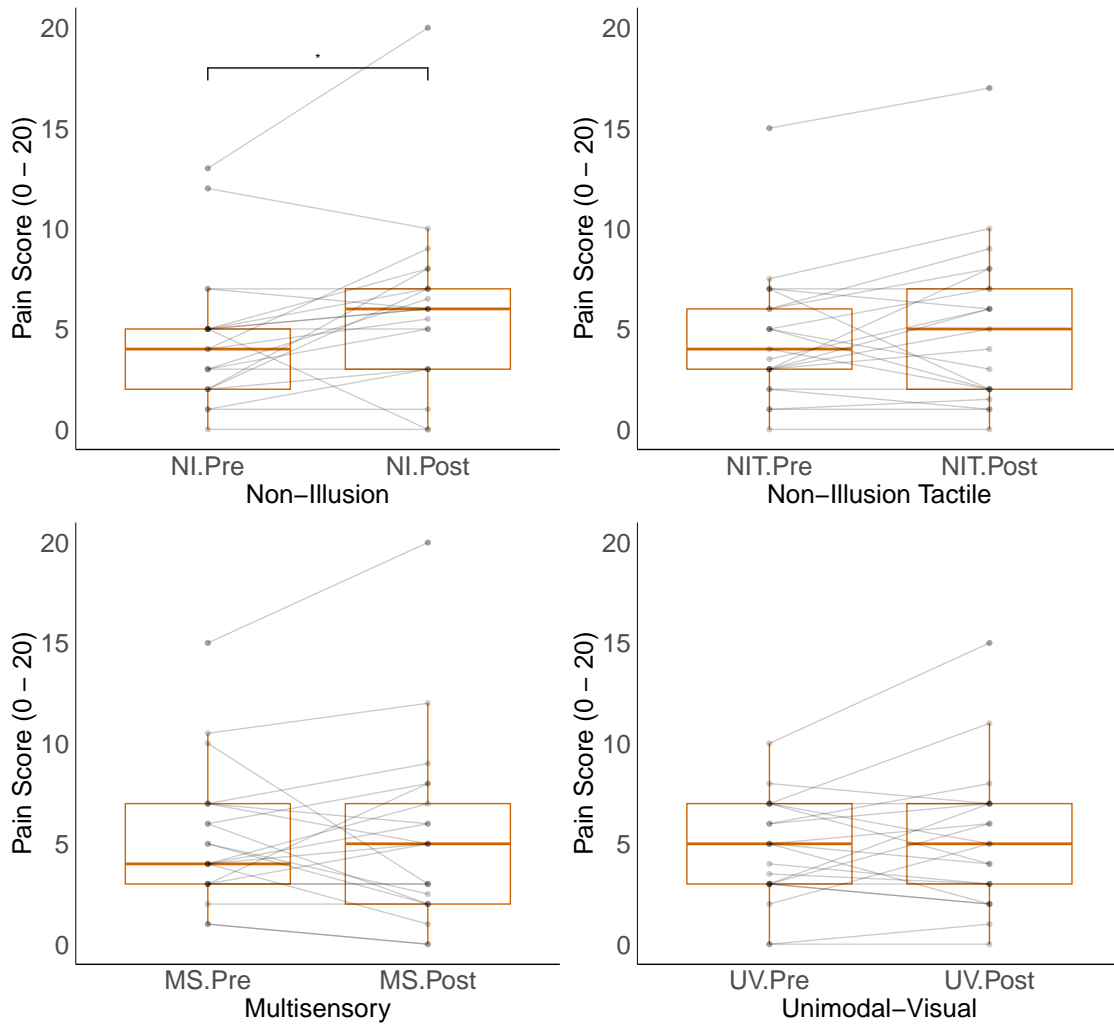 Pain Score (0 − 20)
20
15
10
5
0
*
NI.Pre NI.Post
Non−Illusion
Pain Score (0 − 20)
20
15
10
5
0
NIT.Pre NIT.Post
Non−Illusion Tactile
Pain Score (0 − 20)
20
15
10
5
0
MS.Pre MS.Post
Multisensory
Pain Score (0 − 20)
20
15
10
5
0
UV.Pre UV.Post
Unimodal−Visual